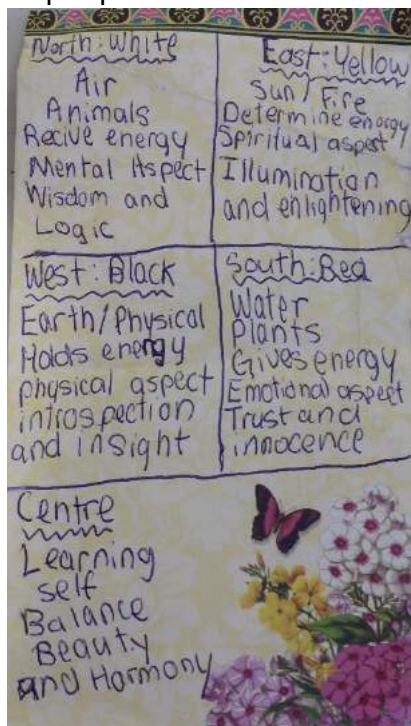 North: White
Air
Animals
Recive energy
Mental Aspect
Wisdom and
Logic
East: Yellow
Sun / Fire
Determine energy
Spiritual aspest
Illumination
and enlightening
West: Black
Earth/Physical
Holds energy
physical aspect
introspection
and insight
South: Red
Water
Plants
Gives energy
Emotional aspect
Trust and
innocence
Centre
Learning
self
Balance
Beauty
and Harmony